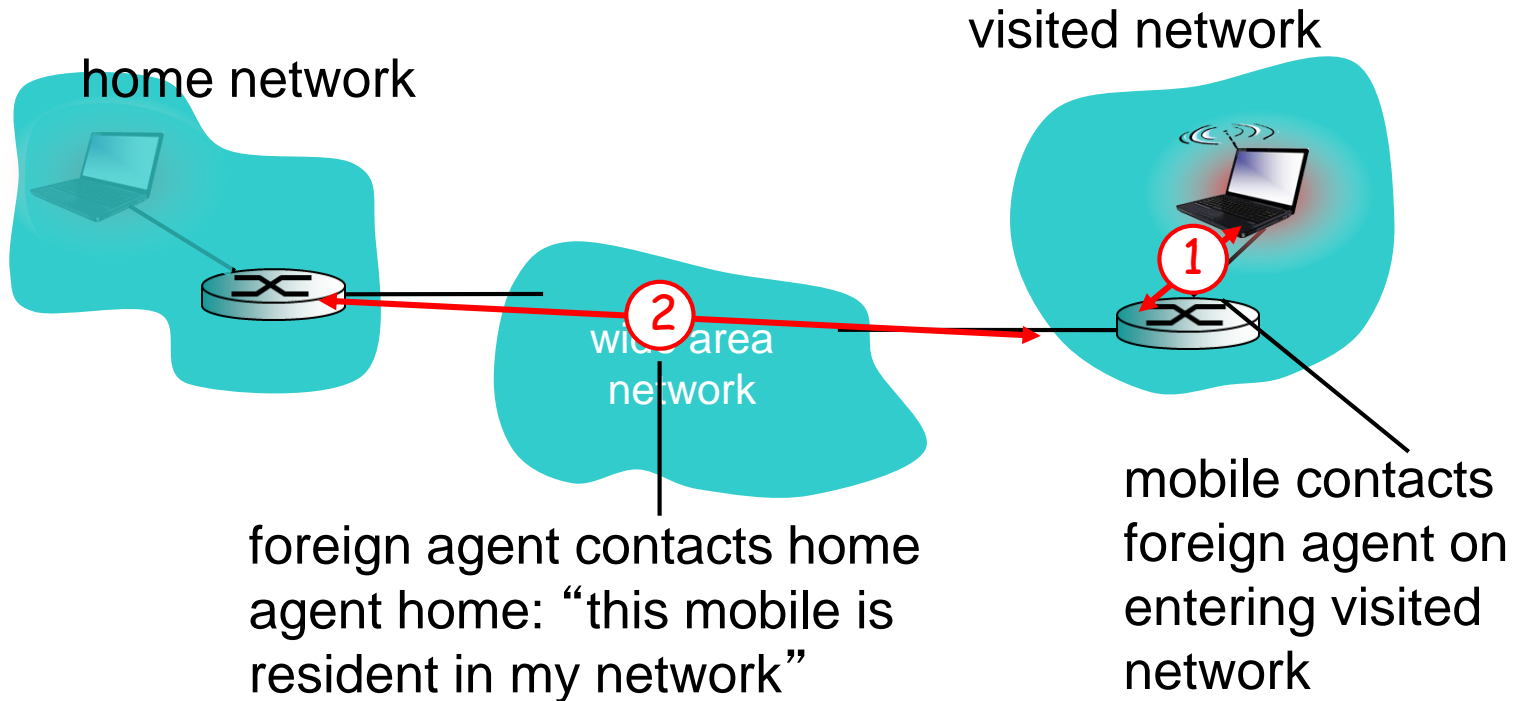 visited network
home network
1
2
wide area
network
foreign agent contacts home
agent home: “this mobile is
resident in my network”
mobile contacts
foreign agent on
entering visited
network